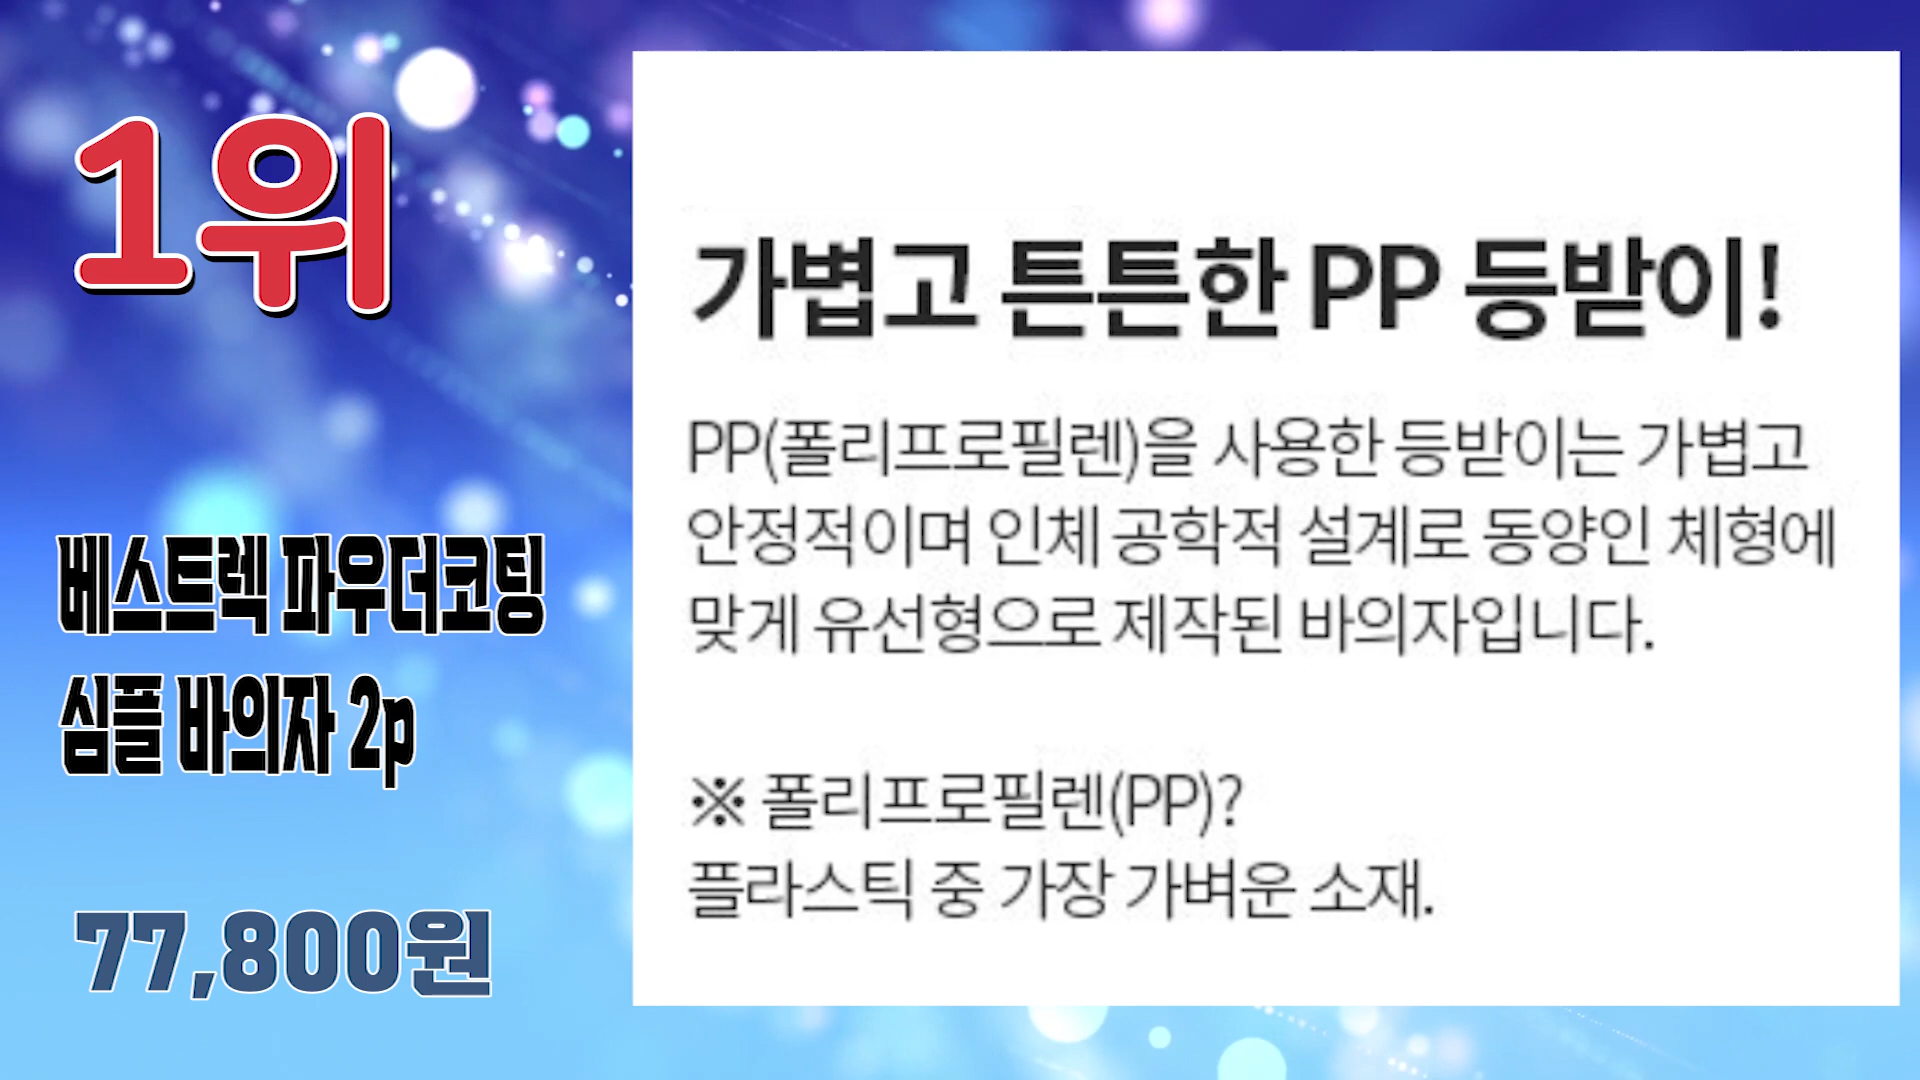 1위
베스트렉 파우더코팅
심플 바의자 2p
77,800원
가볍고 튼튼한 PP 등받이!
PP(폴리프로필렌)을 사용한 등받이는 가볍고
안정적이며 인체 공학적 설계로 동양인 체형에
맞게 유선형으로 제작된 바의자입니다.
※ 폴리프로필렌(PP)?
플라스틱 중 가장 가벼운 소재.